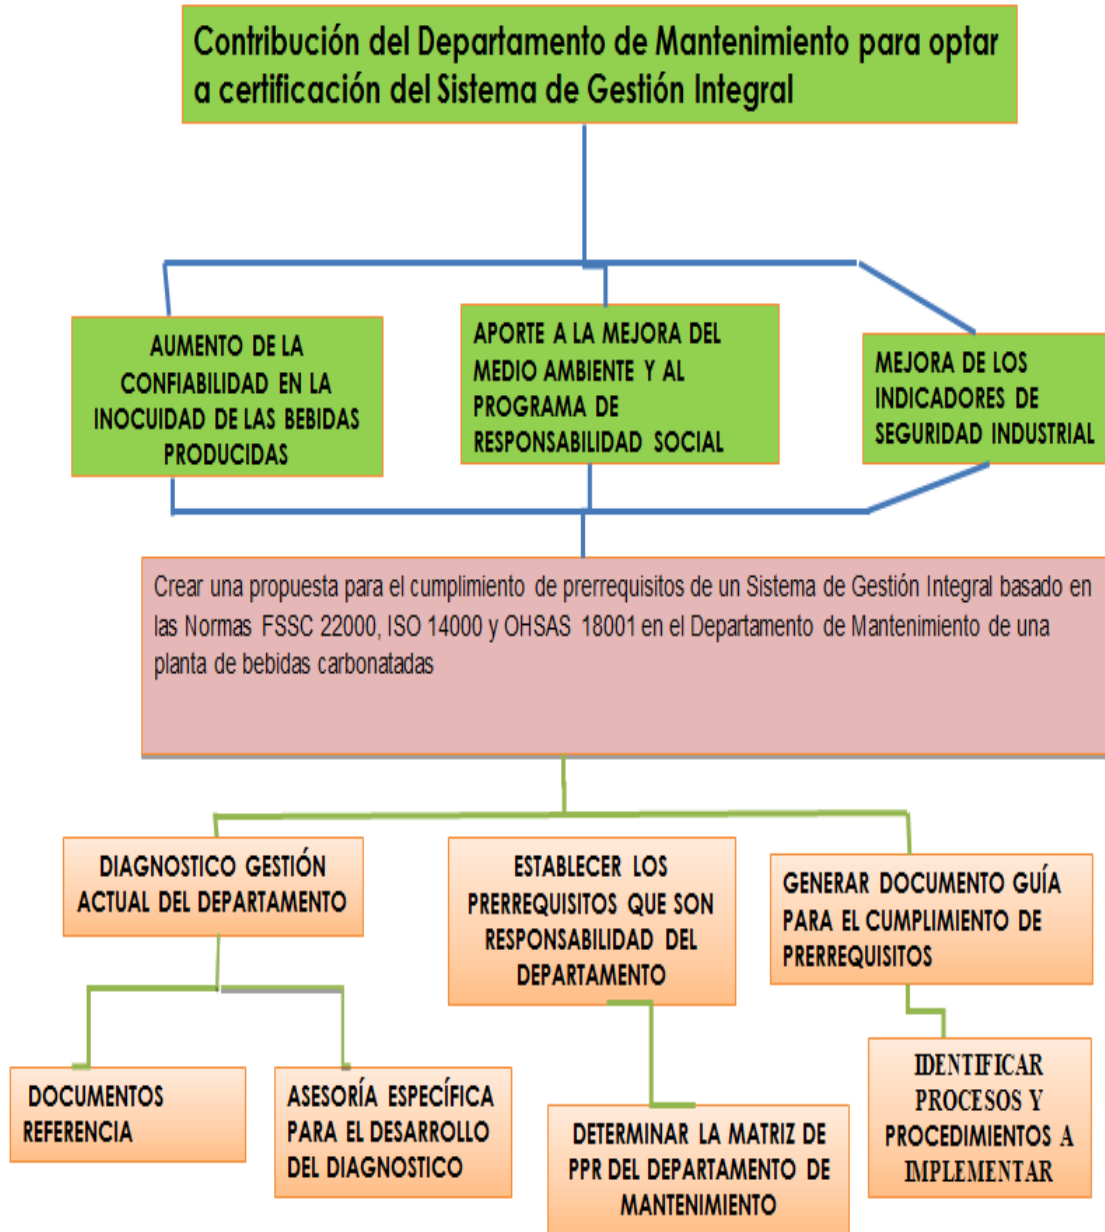 Contribución del Departamento de Mantenimiento para optar
a certificación del Sistema de Gestión Integral
AUMENTO DE LA
CONFIABILIDAD EN LA
INOCUIDAD DE LAS BEBIDAS
PRODUCIDAS
APORTE A LA MEJORA DEL
MEDIO AMBIENTE Y AL
PROGRAMA DE
RESPONSABILIDAD SOCIAL
MEJORA DE LOS
INDICADORES DE
SEGURIDAD INDUSTRIAL
Crear una propuesta para el cumplimiento de prerrequisitos de un Sistema de Gestión Integral basado en
las Normas FSSC 22000, ISO 14000 y OHSAS 18001 en el Departamento de Mantenimiento de una
planta de bebidas carbonatadas
DIAGNOSTICO GESTIÓN
ACTUAL DEL DEPARTAMENTO
ESTABLECER LOS
PRERREQUISITOS QUE SON
RESPONSABILIDAD DEL
DEPARTAMENTO
GENERAR DOCUMENTO GUÍA
PARA EL CUMPLIMIENTO DE
PRERREQUISITOS
DOCUMENTOS
REFERENCIA
ASESORÍA ESPECÍFICA
PARA EL DESARROLLO
DEL DIAGNOSTICO
DETERMINAR LA MATRIZ DE
PPR DEL DEPARTAMENTO DE
MANTENIMIENTO
IDENTIFICAR
PROCESOS Y
PROCEDIMIENTOS A
IMPLEMENTAR